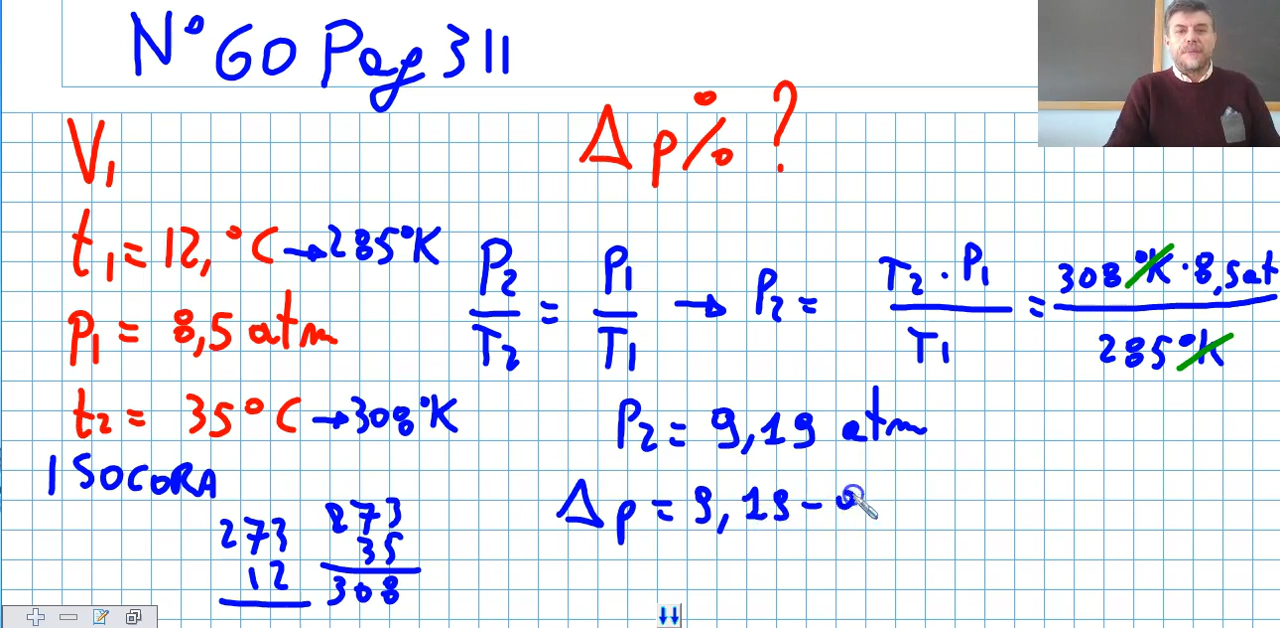 N° 60 Pag 311
Δp% ?
V₁
t₁ = 12, °C → 285°K
p₁ = 8,5 atm
t₂ = 35°C → 308°K
ISOCORA
273
12
273
35
308
P₂/T₂ = P₁/T₁ → P₂ = T₂ · P₁ / T₁ = 308°K · 8,5 at / 285°K
P₂ = 9,19 atm
Δp = 9,19 –